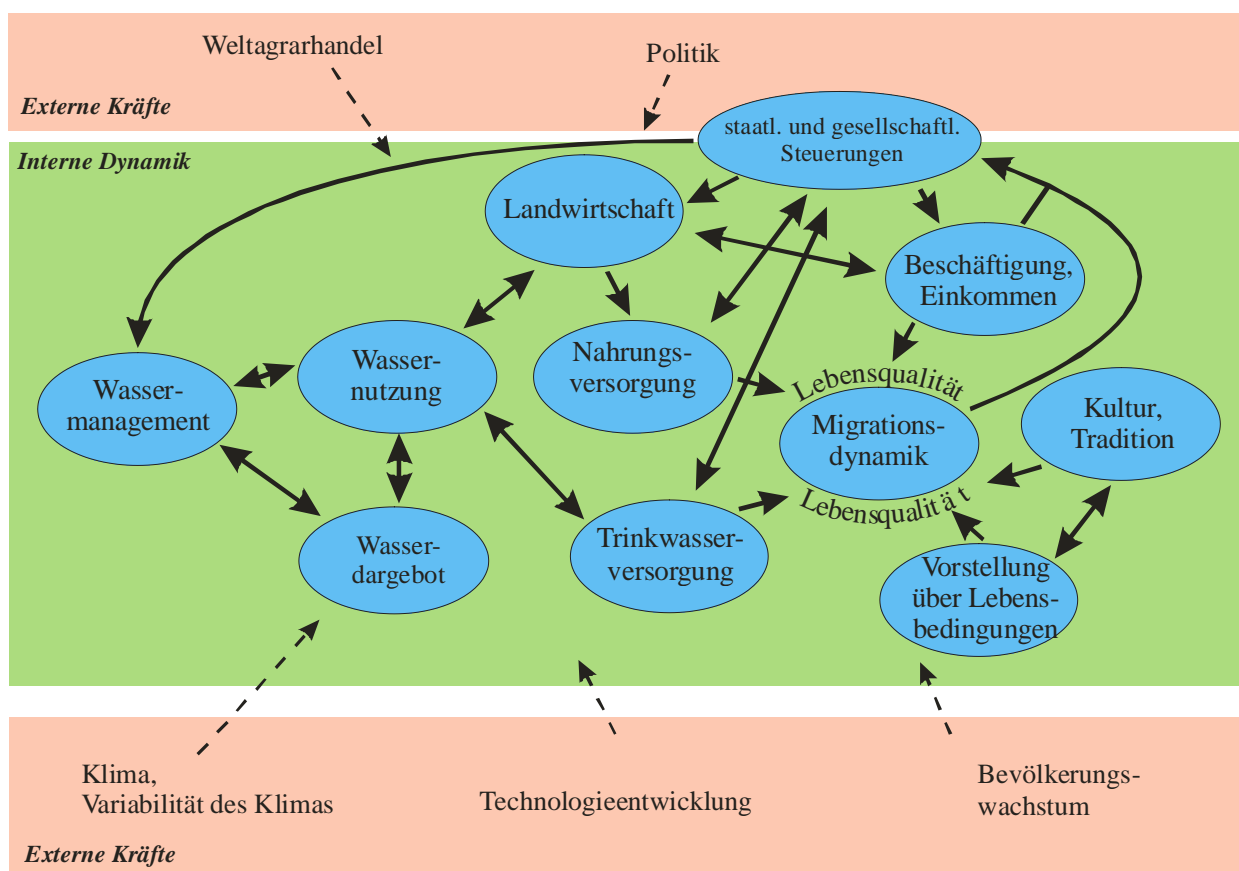 Weltagrarhandel
Politik
Externe Kräfte
staatl. und gesellschaftl.
Steuerungen
Interne Dynamik
Landwirtschaft
Beschäftigung,
Einkommen
Wasser-
management
Wasser-
nutzung
Nahrungs-
versorgung
Lebensqualität
Migrations-
dynamik
Lebensqualität
Kultur,
Tradition
Wasser-
dargebot
Trinkwasser-
versorgung
Vorstellung
über Lebens-
bedingungen
Klima,
Variabilität des Klimas
Technologieentwicklung
Bevölkerungs-
wachstum
Externe Kräfte